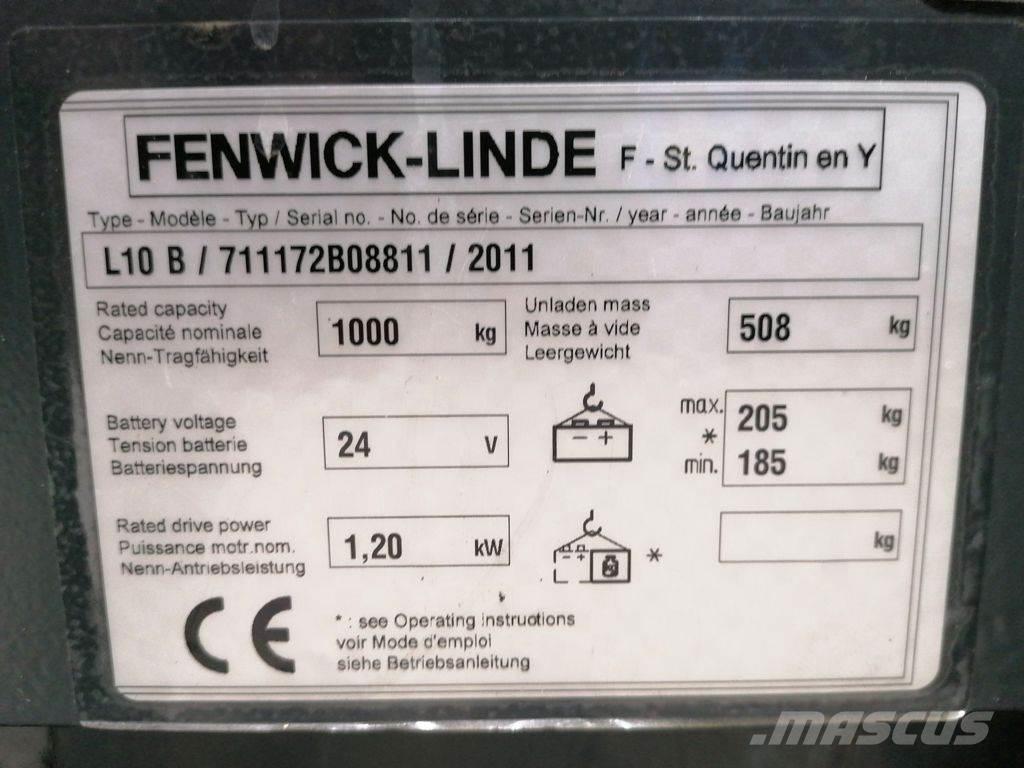 FENWICK-LINDE F - St. Quentin en Y
Type - Modèle - Typ / Serial no. - No. de série - Serien-Nr. / year - année - Baujahr
L10 B / 711172B08811 / 2011
Rated capacity
Capacité nominale
Nenn-Tragfähigkeit
1000 kg
Unladen mass
Masse à vide
Leergewicht
508 kg
Battery voltage
Tension batterie
Batteriespannung
24 V
- +
max. 205 kg
*
min. 185 kg
Rated drive power
Puissance motr.nom.
Nenn-Antriebsleistung
1,20 kW
- +
*
kg
CE
* : see Operating Instructions
voir Mode d'emploi
siehe Betriebsanleitung
.MASCUS